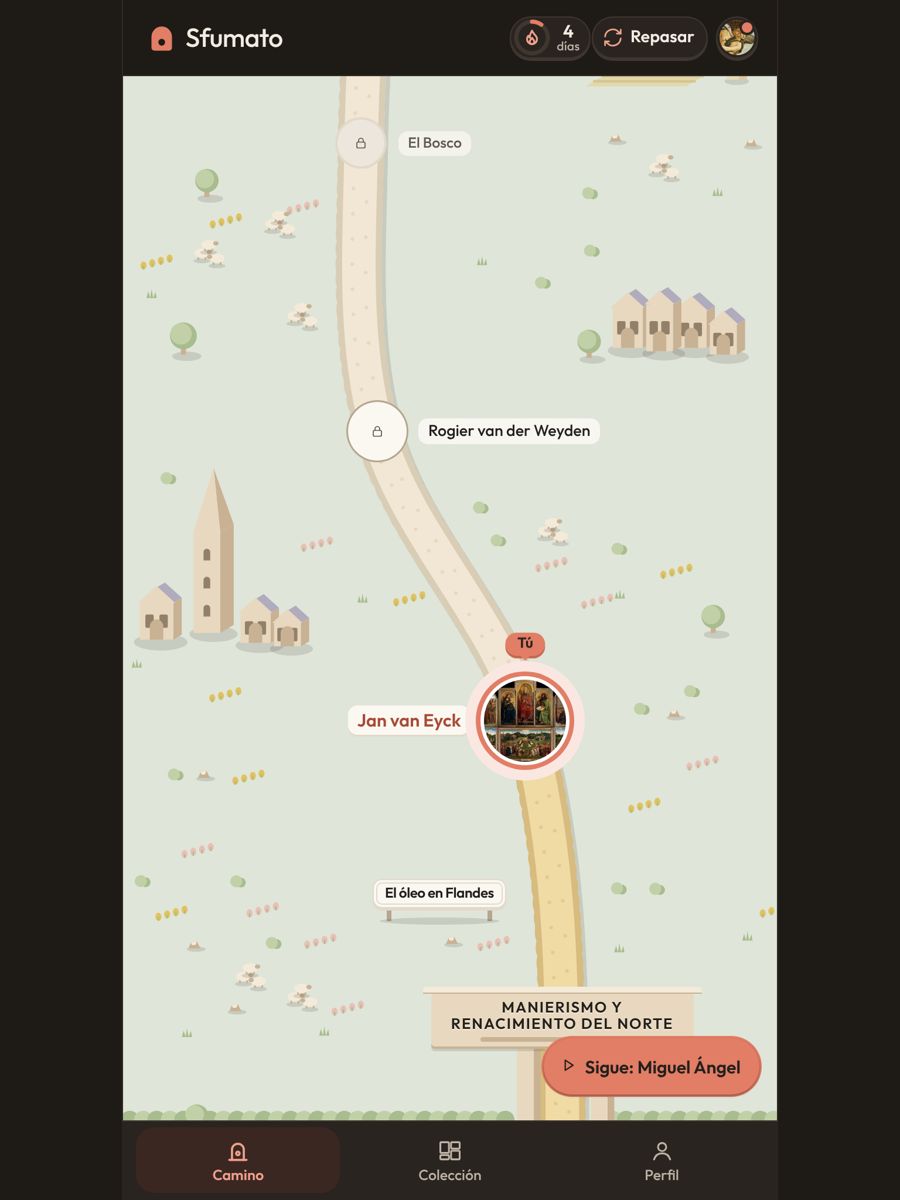 Sfumato
4
días
Repasar
El Bosco
Rogier van der Weyden
Tú
Jan van Eyck
El óleo en Flandes
MANIERISMO Y
RENACIMIENTO DEL NORTE
Sigue: Miguel Ángel
Camino
Colección
Perfil